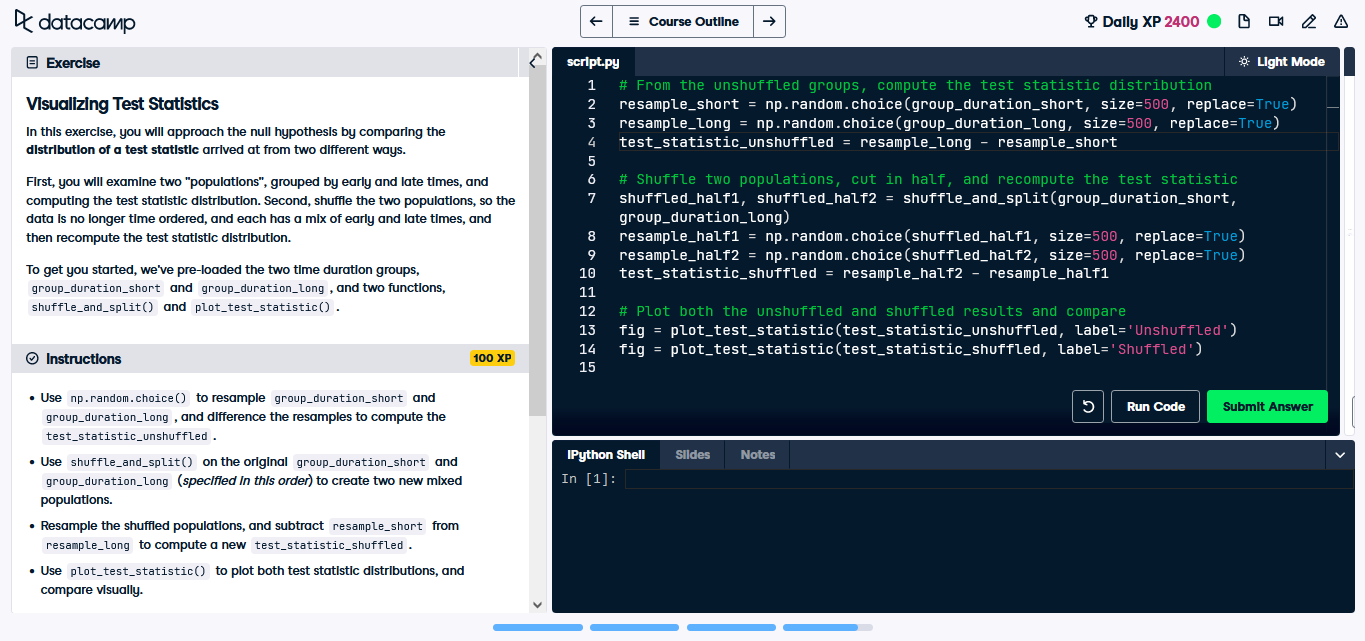 datacamp
Course Outline
Daily XP 2400
Exercise
Visualizing Test Statistics
In this exercise, you will approach the null hypothesis by comparing the
distribution of a test statistic arrived at from two different ways.
First, you will examine two "populations", grouped by early and late times, and
computing the test statistic distribution. Second, shuffle the two populations, so the
data is no longer time ordered, and each has a mix of early and late times, and
then recompute the test statistic distribution.
To get you started, we've pre-loaded the two time duration groups,
group_duration_short and group_duration_long , and two functions,
shuffle_and_split() and plot_test_statistic() .
Instructions
100 XP
• Use np.random.choice() to resample group_duration_short and
group_duration_long , and difference the resamples to compute the
test_statistic_unshuffled .
• Use shuffle_and_split() on the original group_duration_short and
group_duration_long (specified in this order) to create two new mixed
populations.
• Resample the shuffled populations, and subtract resample_short from
resample_long to compute a new test_statistic_shuffled .
• Use plot_test_statistic() to plot both test statistic distributions, and
compare visually.
script.py
Light Mode
1 # From the unshuffled groups, compute the test statistic distribution
2 resample_short = np.random.choice(group_duration_short, size=500, replace=True)
3 resample_long = np.random.choice(group_duration_long, size=500, replace=True)
4 test_statistic_unshuffled = resample_long - resample_short
5
6 # Shuffle two populations, cut in half, and recompute the test statistic
7 shuffled_half1, shuffled_half2 = shuffle_and_split(group_duration_short,
group_duration_long)
8 resample_half1 = np.random.choice(shuffled_half1, size=500, replace=True)
9 resample_half2 = np.random.choice(shuffled_half2, size=500, replace=True)
10 test_statistic_shuffled = resample_half2 - resample_half1
11
12 # Plot both the unshuffled and shuffled results and compare
13 fig = plot_test_statistic(test_statistic_unshuffled, label='Unshuffled')
14 fig = plot_test_statistic(test_statistic_shuffled, label='Shuffled')
15
Run Code
Submit Answer
IPython Shell
Slides
Notes
In [1]: